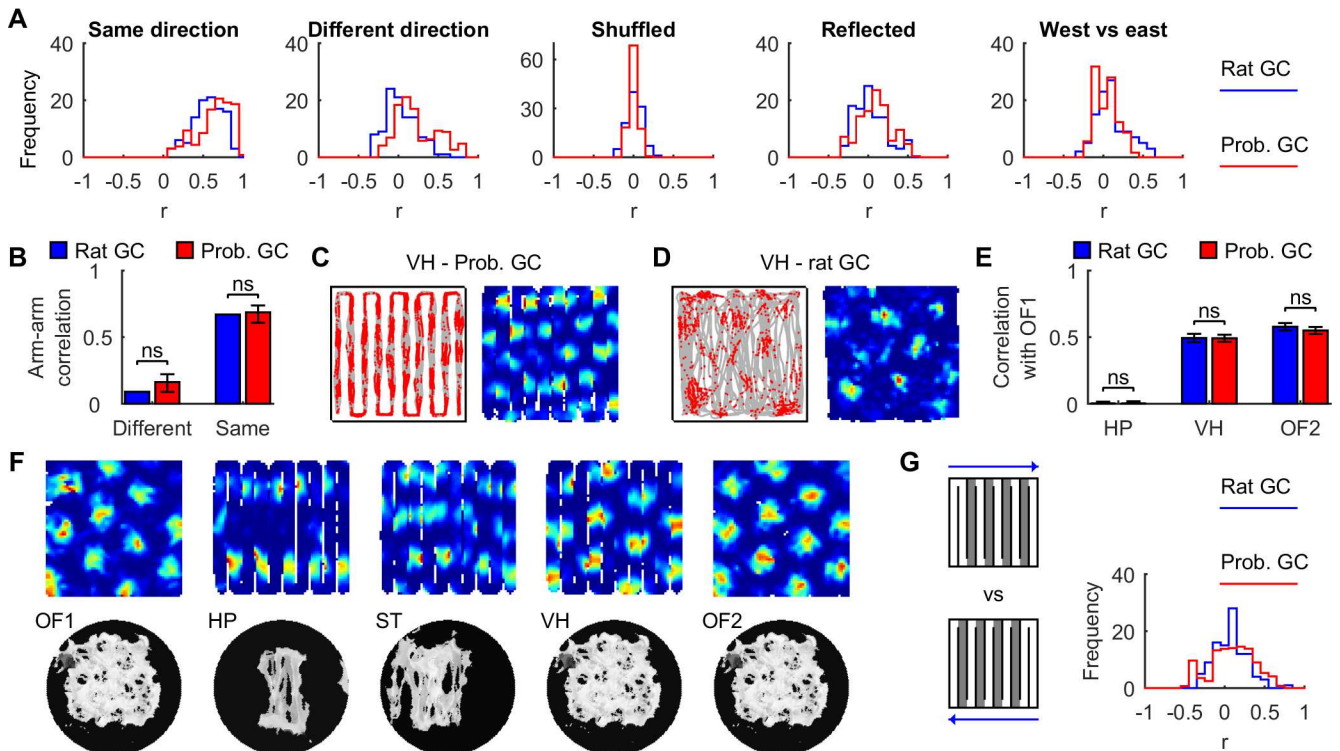 A
Same direction
Different direction
Shuffled
Reflected
West vs east
Frequency
40
20
0
-1 -0.5 0 0.5 1
r
40
20
0
-1 -0.5 0 0.5 1
r
60
30
0
-1 -0.5 0 0.5 1
r
40
20
0
-1 -0.5 0 0.5 1
r
40
20
0
-1 -0.5 0 0.5 1
r
Rat GC
Prob. GC
B
Rat GC
Prob. GC
Arm-arm
correlation
1
0.5
0
ns
ns
Different
Same
C
VH - Prob. GC
D
VH - rat GC
E
Rat GC
Prob. GC
Correlation
with OF1
1
0.5
0
ns
ns
ns
HP
VH
OF2
F
OF1
HP
ST
VH
OF2
G
vs
Rat GC
Prob. GC
Frequency
40
20
0
-1 -0.5 0 0.5 1
r